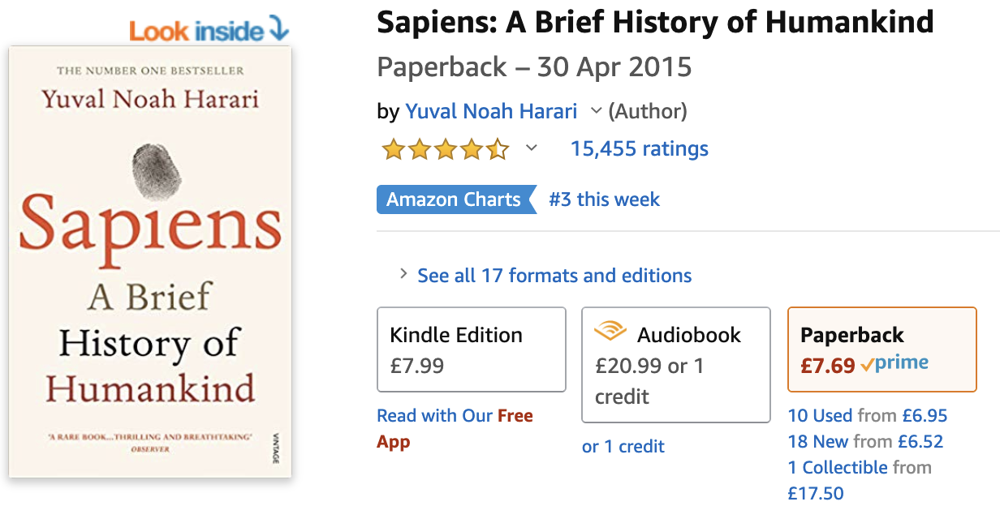 Look inside
THE NUMBER ONE BESTSELLER
Yuval Noah Harari
Sapiens
A Brief
History of
Humankind
'A RARE BOOK...THRILLING AND BREATHTAKING'
OBSERVER
VINTAGE
Sapiens: A Brief History of Humankind
Paperback – 30 Apr 2015
by Yuval Noah Harari (Author)
15,455 ratings
Amazon Charts #3 this week
See all 17 formats and editions
Kindle Edition
£7.99
Read with Our Free
App
Audiobook
£20.99 or 1
credit
or 1 credit
Paperback
£7.69 prime
10 Used from £6.95
18 New from £6.52
1 Collectible from
£17.50